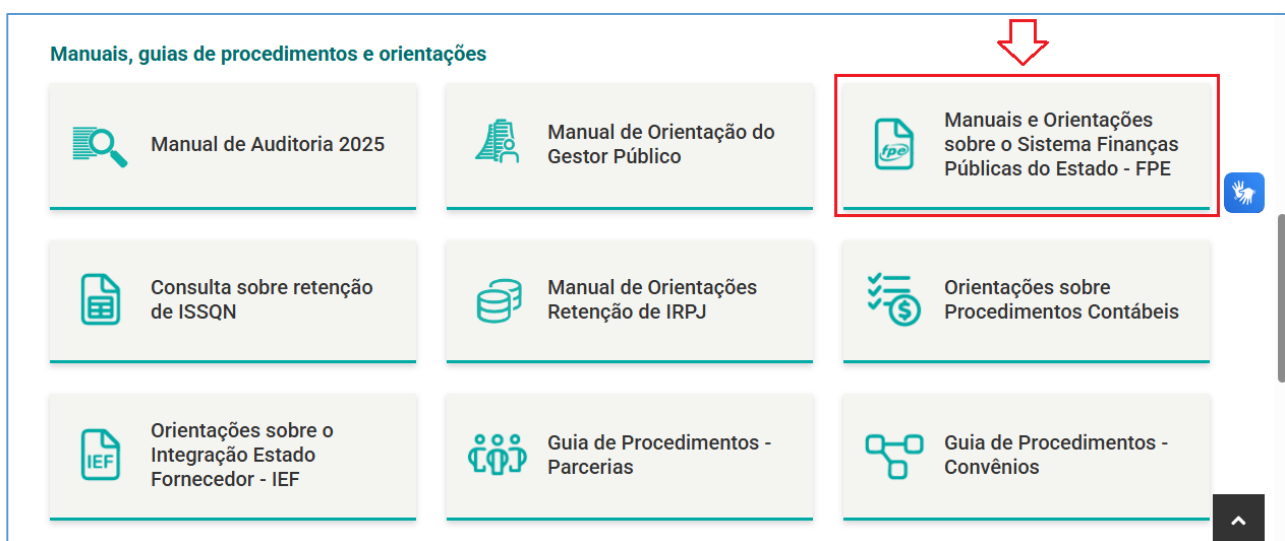 Manuais, guias de procedimentos e orientações
Manual de Auditoria 2025
Manual de Orientação do
Gestor Público
fpe
Manuais e Orientações
sobre o Sistema Finanças
Públicas do Estado - FPE
Consulta sobre retenção
de ISSQN
Manual de Orientações
Retenção de IRPJ
Orientações sobre
Procedimentos Contábeis
IEF
Orientações sobre o
Integração Estado
Fornecedor - IEF
Guia de Procedimentos -
Parcerias
Guia de Procedimentos -
Convênios